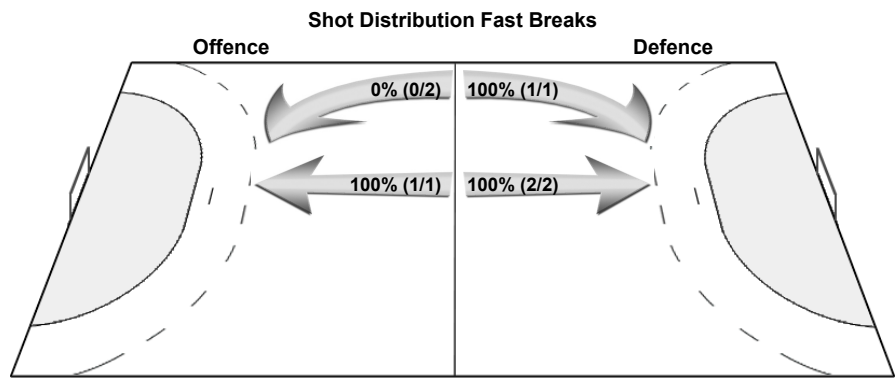 Shot Distribution Fast Breaks
Offence Defence
0% (0/2) 100% (1/1)
100% (1/1) 100% (2/2)